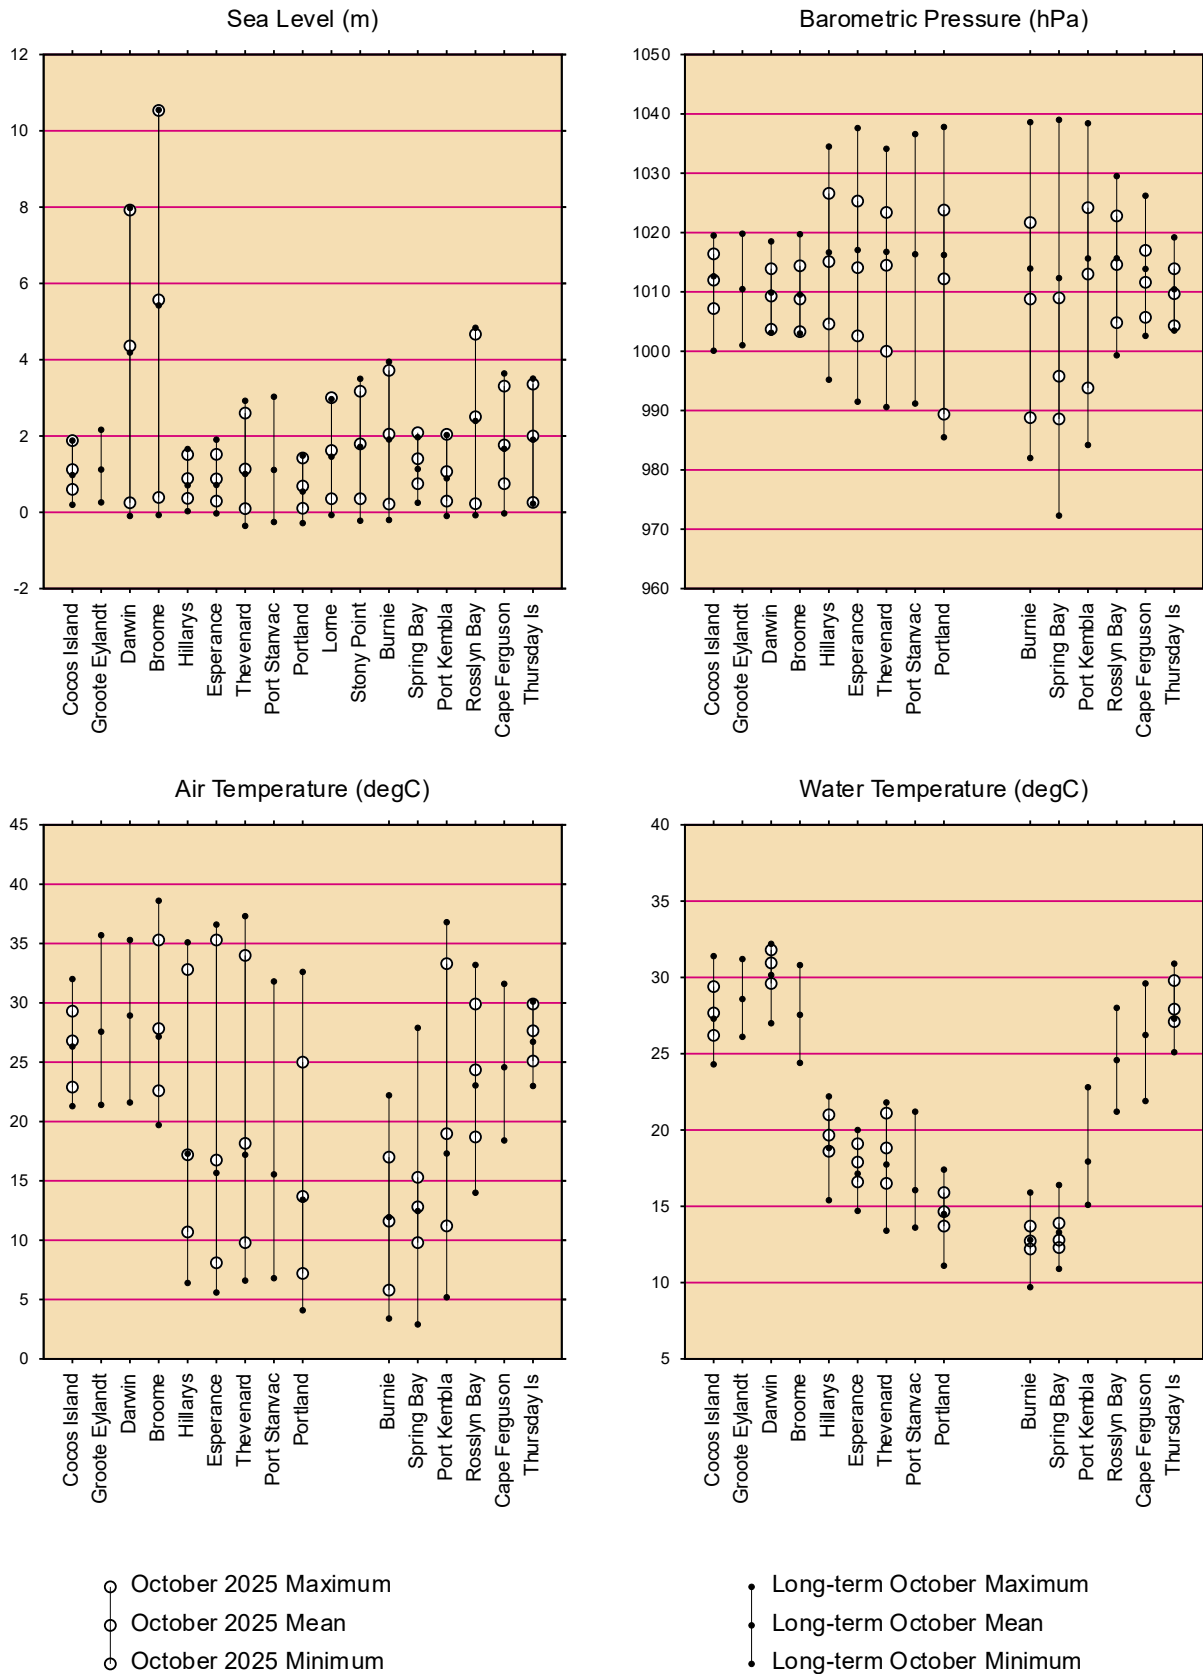 Sea Level (m)
12
10
8
6
4
2
0
-2
Cocos Island
Groote Eylandt
Darwin
Broome
Hillarys
Esperance
Thevenard
Port Stanvac
Portland
Lorne
Stony Point
Burnie
Spring Bay
Port Kembla
Rosslyn Bay
Cape Ferguson
Thursday Is
Barometric Pressure (hPa)
1050
1040
1030
1020
1010
1000
990
980
970
960
Cocos Island
Groote Eylandt
Darwin
Broome
Hillarys
Esperance
Thevenard
Port Stanvac
Portland
Burnie
Spring Bay
Port Kembla
Rosslyn Bay
Cape Ferguson
Thursday Is
Air Temperature (degC)
45
40
35
30
25
20
15
10
5
0
Cocos Island
Groote Eylandt
Darwin
Broome
Hillarys
Esperance
Thevenard
Port Stanvac
Portland
Burnie
Spring Bay
Port Kembla
Rosslyn Bay
Cape Ferguson
Thursday Is
Water Temperature (degC)
40
35
30
25
20
15
10
5
Cocos Island
Groote Eylandt
Darwin
Broome
Hillarys
Esperance
Thevenard
Port Stanvac
Portland
Burnie
Spring Bay
Port Kembla
Rosslyn Bay
Cape Ferguson
Thursday Is
October 2025 Maximum
October 2025 Mean
October 2025 Minimum
Long-term October Maximum
Long-term October Mean
Long-term October Minimum